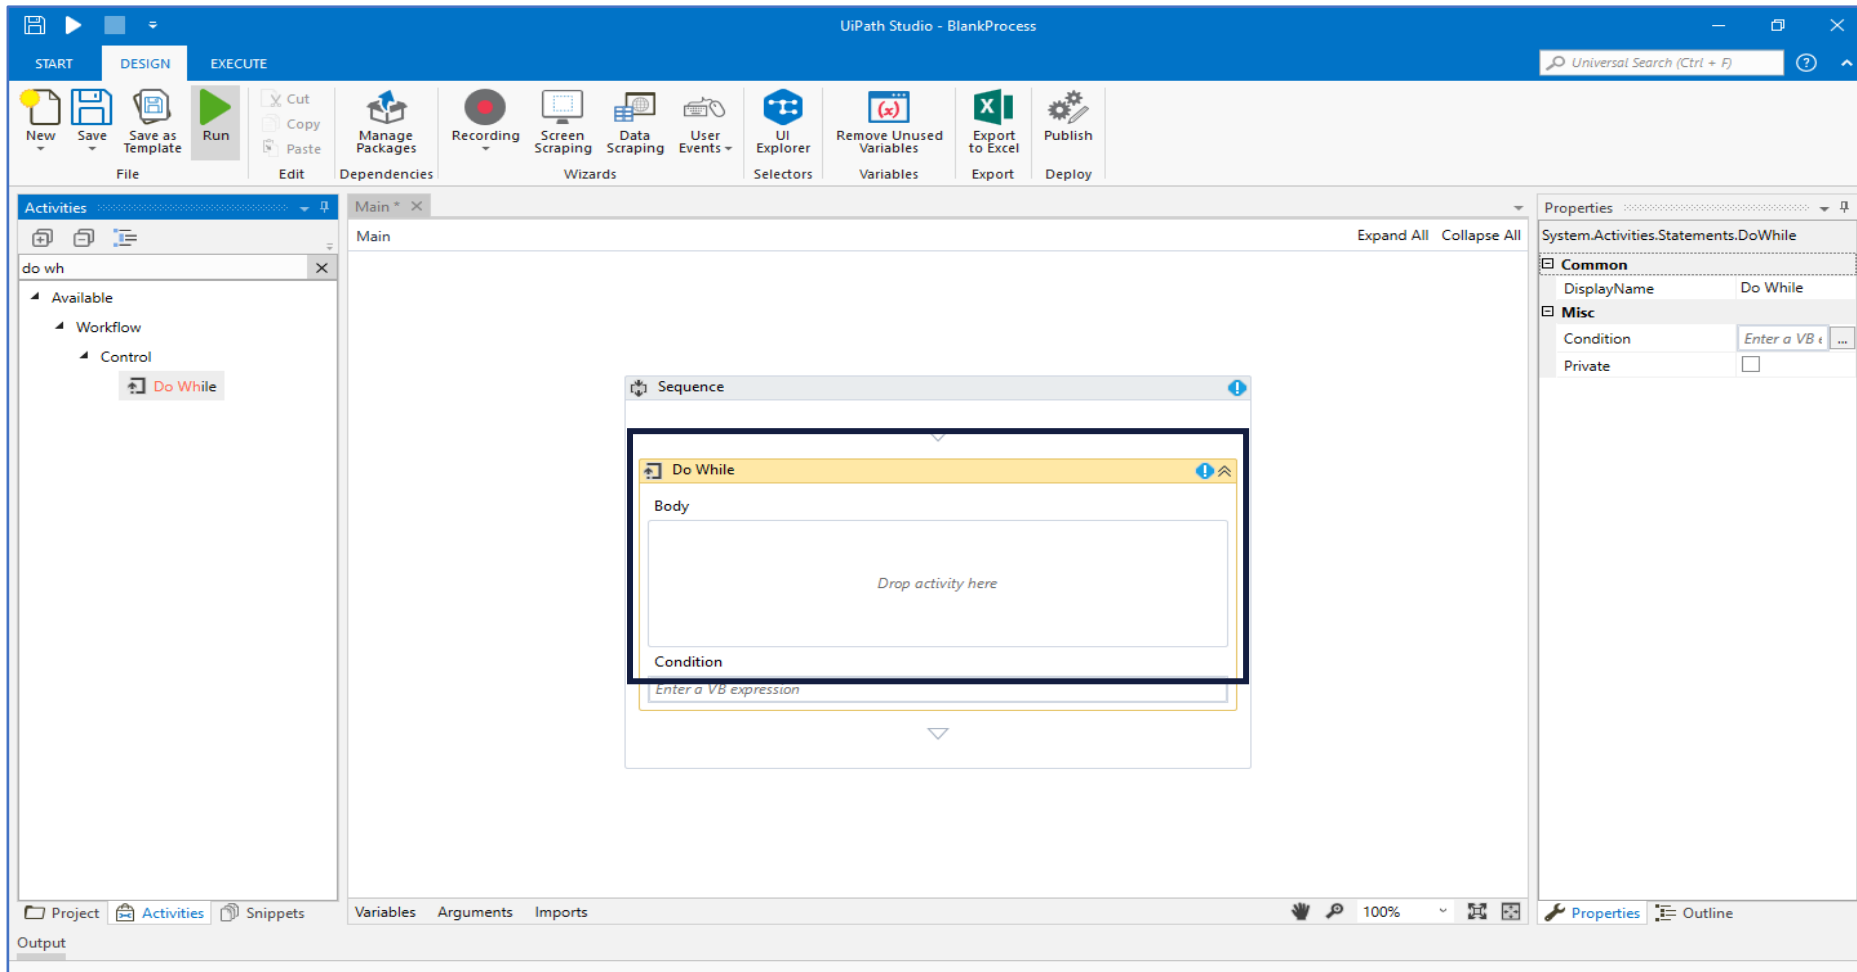 UiPath Studio - BlankProcess
START DESIGN EXECUTE
Universal Search (Ctrl + F)
New
Save
Save as Template
Run
Cut
Copy
Paste
Manage Packages
Recording
Screen Scraping
Data Scraping
User Events
UI Explorer
Remove Unused Variables
Export to Excel
Publish
File Edit Dependencies Wizards Selectors Variables Export Deploy
Activities
do wh
Available
Workflow
Control
Do While
Main *
Main
Expand All Collapse All
Sequence
Do While
Body
Drop activity here
Condition
Enter a VB expression
Variables Arguments Imports
100%
Properties
System.Activities.Statements.DoWhile
Common
DisplayName Do While
Misc
Condition Enter a VB e ...
Private
Project Activities Snippets
Properties Outline
Output